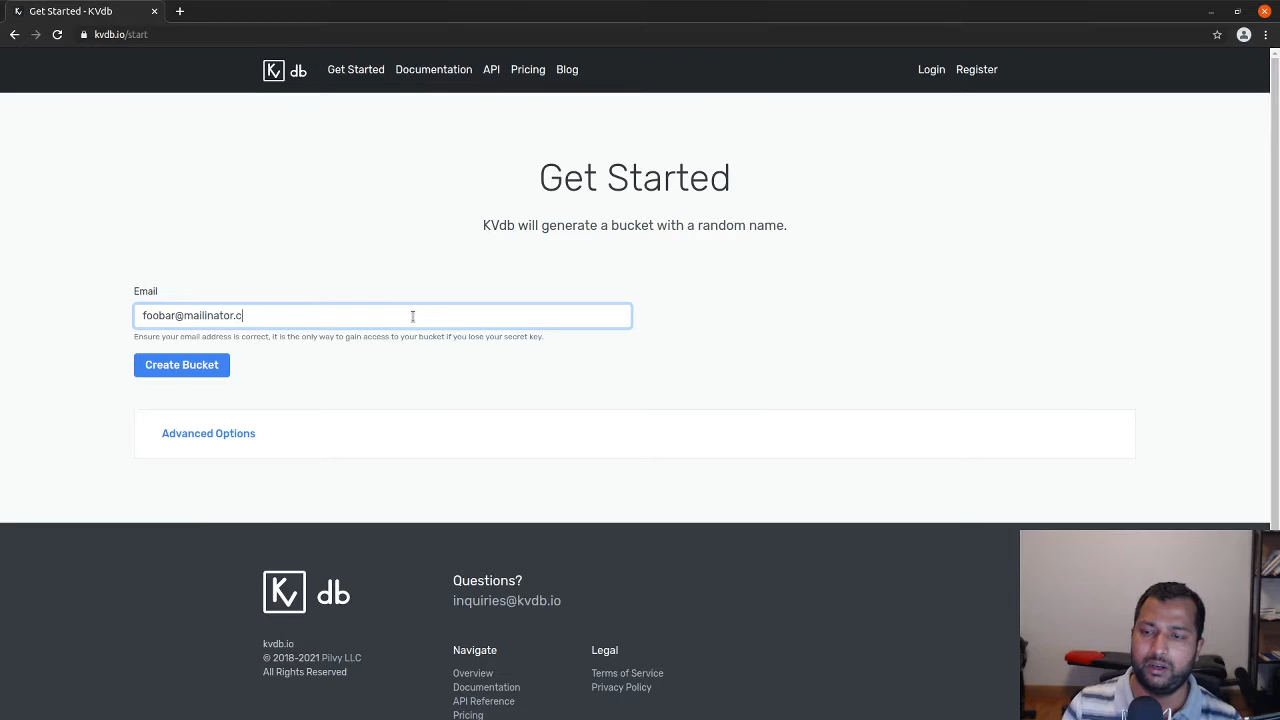 Get Started - KVdb
kvdb.io/start
Kv db
Get Started
Documentation
API
Pricing
Blog
Login
Register
Get Started
KVdb will generate a bucket with a random name.
Email
foobar@mailinator.c
Ensure your email address is correct, it is the only way to gain access to your bucket if you lose your secret key.
Create Bucket
Advanced Options
Kv db
kvdb.io
© 2018-2021 Pilvy LLC
All Rights Reserved
Questions?
inquiries@kvdb.io
Navigate
Overview
Documentation
API Reference
Pricing
Legal
Terms of Service
Privacy Policy